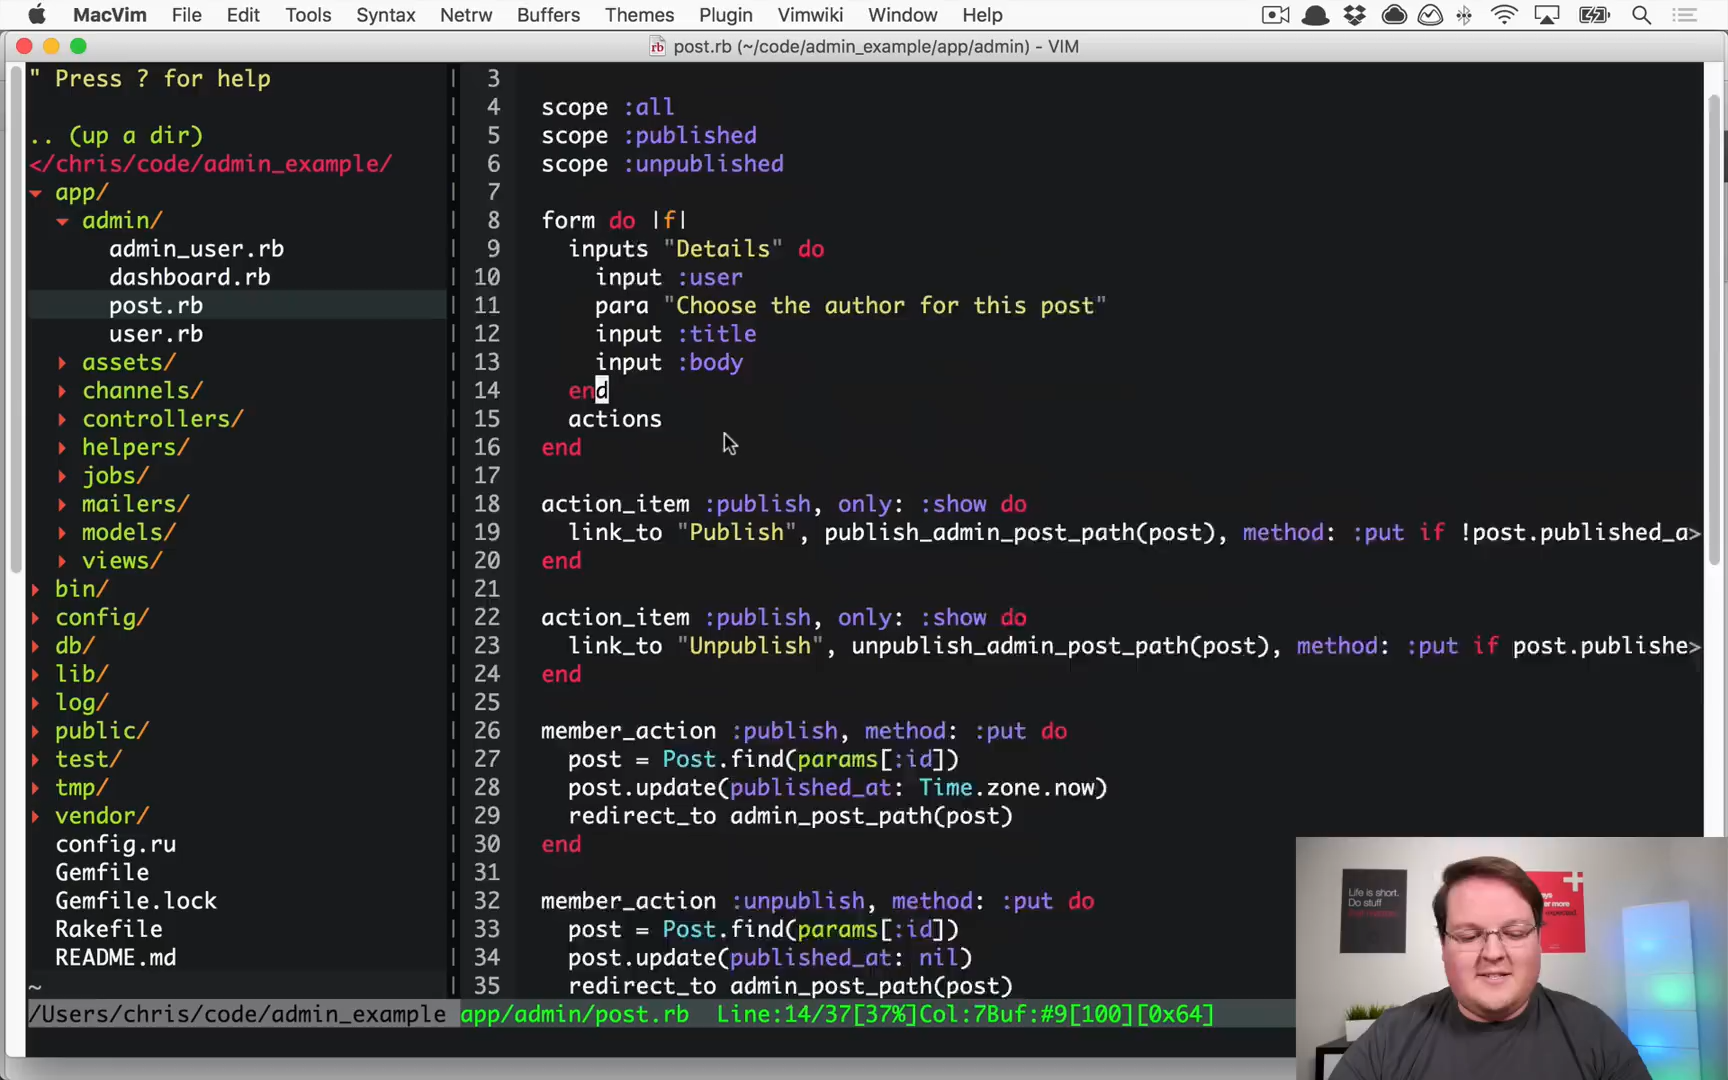 MacVim File Edit Tools Syntax Netrw Buffers Themes Plugin Vimwiki Window Help
post.rb (~/code/admin_example/app/admin) - VIM
" Press ? for help
.. (up a dir)
</chris/code/admin_example/
app/
admin/
admin_user.rb
dashboard.rb
post.rb
user.rb
assets/
channels/
controllers/
helpers/
jobs/
mailers/
models/
views/
bin/
config/
db/
lib/
log/
public/
test/
tmp/
vendor/
config.ru
Gemfile
Gemfile.lock
Rakefile
README.md
~
3
4 scope :all
5 scope :published
6 scope :unpublished
7
8 form do |f|
9 inputs "Details" do
10 input :user
11 para "Choose the author for this post"
12 input :title
13 input :body
14 end
15 actions
16 end
17
18 action_item :publish, only: :show do
19 link_to "Publish", publish_admin_post_path(post), method: :put if !post.published_a>
20 end
21
22 action_item :publish, only: :show do
23 link_to "Unpublish", unpublish_admin_post_path(post), method: :put if post.publishe>
24 end
25
26 member_action :publish, method: :put do
27 post = Post.find(params[:id])
28 post.update(published_at: Time.zone.now)
29 redirect_to admin_post_path(post)
30 end
31
32 member_action :unpublish, method: :put do
33 post = Post.find(params[:id])
34 post.update(published_at: nil)
35 redirect_to admin_post_path(post)
/Users/chris/code/admin_example app/admin/post.rb Line:14/37[37%]Col:7Buf:#9[100][0x64]
Life is short.
Do stuff